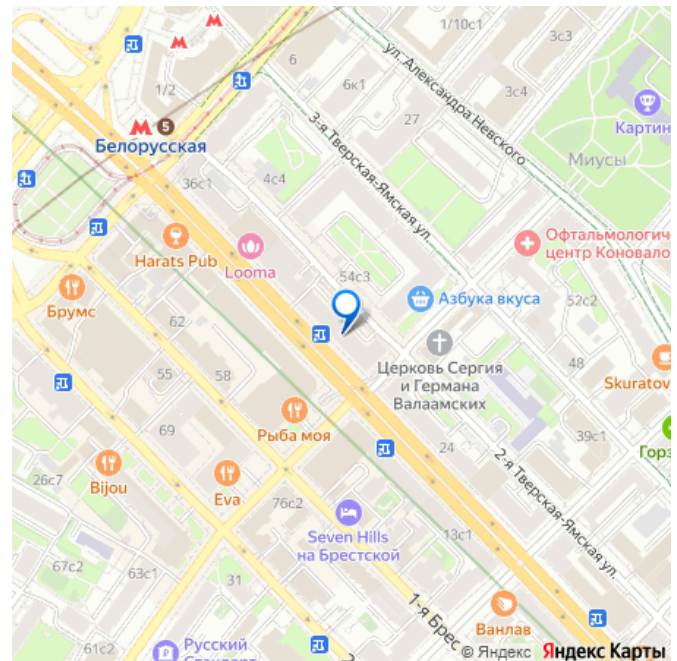 1/10с1
3с3
6
ул. Александра Невского
6к1
3с4
1/2
27
Картин
5
Белорусская
3-я Тверская-Ямская ул.
Миусы
36с1
4с4
Офтальмологич
центр Коновало
Harats Pub
Looma
54с3
Азбука вкуса
52с2
Брумс
62
Церковь Сергия
и Германа
Валаамских
48
55
58
Skuratov
Рыба моя
69
24
39с1
Горз
26с7
Bijou
Eva
2-я Тверская-Ямская ул.
76с2
Seven Hills
на Брестской
13с1
67с2
63с1
31
1-я Брес
Ванлав
61с2
Русский
Стандарт
2
© Яндекс Яндекс Карты